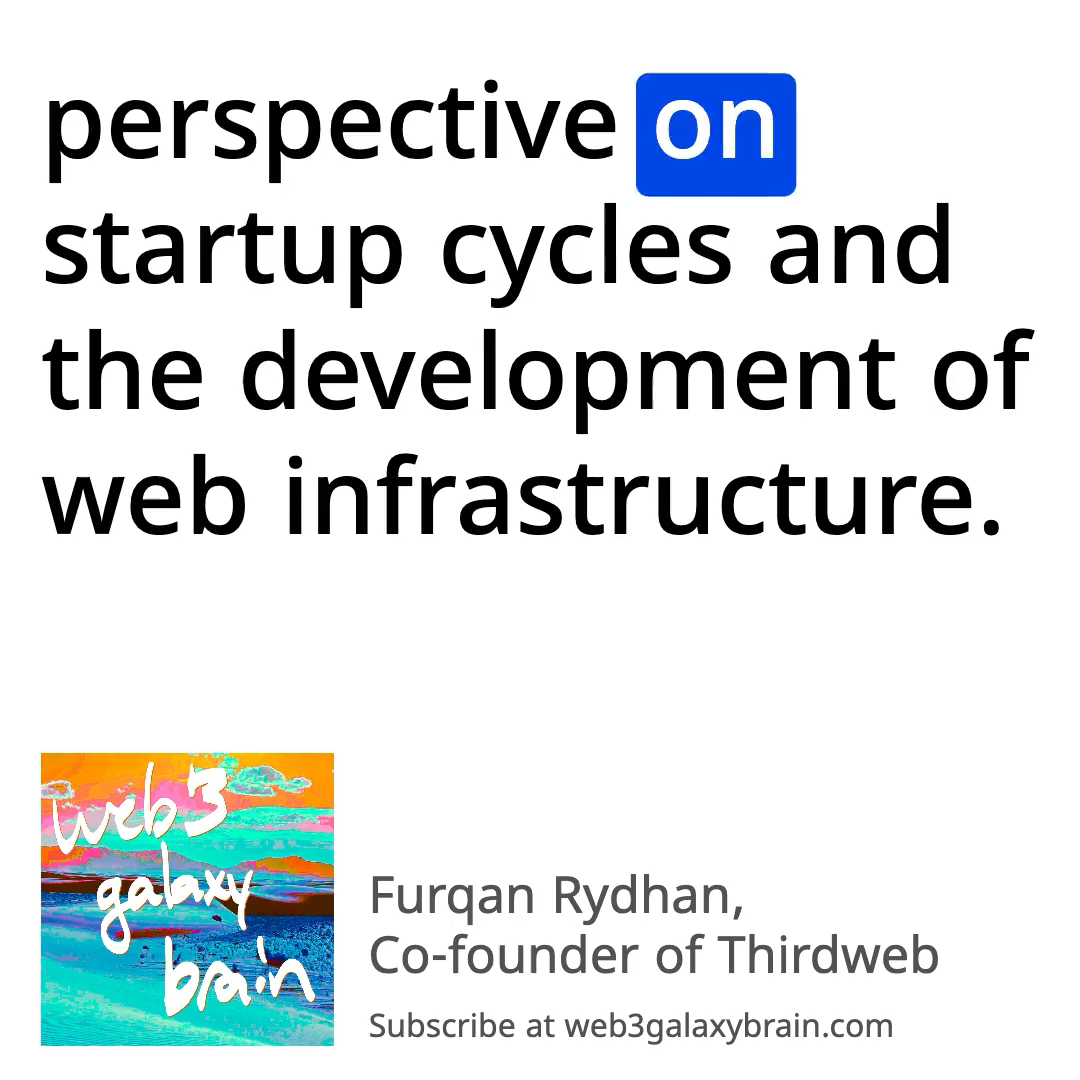 perspective on
startup cycles and
the development of
web infrastructure.
web3
galaxy
brain
Furqan Rydhan,
Co-founder of Thirdweb
Subscribe at web3galaxybrain.com